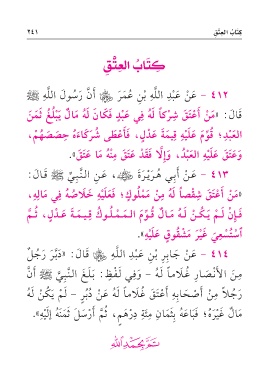 كِتَابُ العِتْقِ ٢٤١
كِتَابُ العِتْقِ
٤١٢ - عَنْ عَبْدِ اللَّهِ بْنِ عُمَرَ ﵄ أَنَّ رَسُولَ اللَّهِ ﷺ
قَالَ: «مَنْ أَعْتَقَ شِرْكاً لَهُ فِي عَبْدٍ فَكَانَ لَهُ مَالٌ يَبْلُغُ ثَمَنَ
العَبْدِ؛ قُوِّمَ عَلَيْهِ قِيمَةَ عَدْلٍ، فَأَعْطَى شُرَكَاءَهُ حِصَصَهُمْ،
وَعَتَقَ عَلَيْهِ العَبْدُ، وَإِلَّا فَقَدْ عَتَقَ مِنْهُ مَا عَتَقَ».
٤١٣ - عَنْ أَبِي هُرَيْرَةَ ﵁، عَنِ النَّبِيِّ ﷺ قَالَ:
«مَنْ أَعْتَقَ شِقْصاً لَهُ مِنْ مَمْلُوكٍ؛ فَعَلَيْهِ خَلَاصُهُ فِي مَالِهِ،
فَإِنْ لَمْ يَكُنْ لَهُ مَالٌ قُوِّمَ المَمْلُوكُ قِيمَةَ عَدْلٍ، ثُمَّ
اسْتُسْعِيَ غَيْرَ مَشْقُوقٍ عَلَيْهِ».
٤١٤ - عَنْ جَابِرِ بْنِ عَبْدِ اللَّهِ ﵄ قَالَ: «دَبَّرَ رَجُلٌ
مِنَ الأَنْصَارِ غُلَاماً لَهُ - وَفِي لَفْظٍ: بَلَغَ النَّبِيَّ ﷺ أَنَّ
رَجُلاً مِنْ أَصْحَابِهِ أَعْتَقَ غُلَاماً لَهُ عَنْ دُبُرٍ - لَمْ يَكُنْ لَهُ
مَالٌ غَيْرَهُ؛ فَبَاعَهُ بِثَمَانِ مِئَةِ دِرْهَمٍ، ثُمَّ أَرْسَلَ ثَمَنَهُ إِلَيْهِ».
تَمَّتْ بِحَمْدِ اللَّهِ